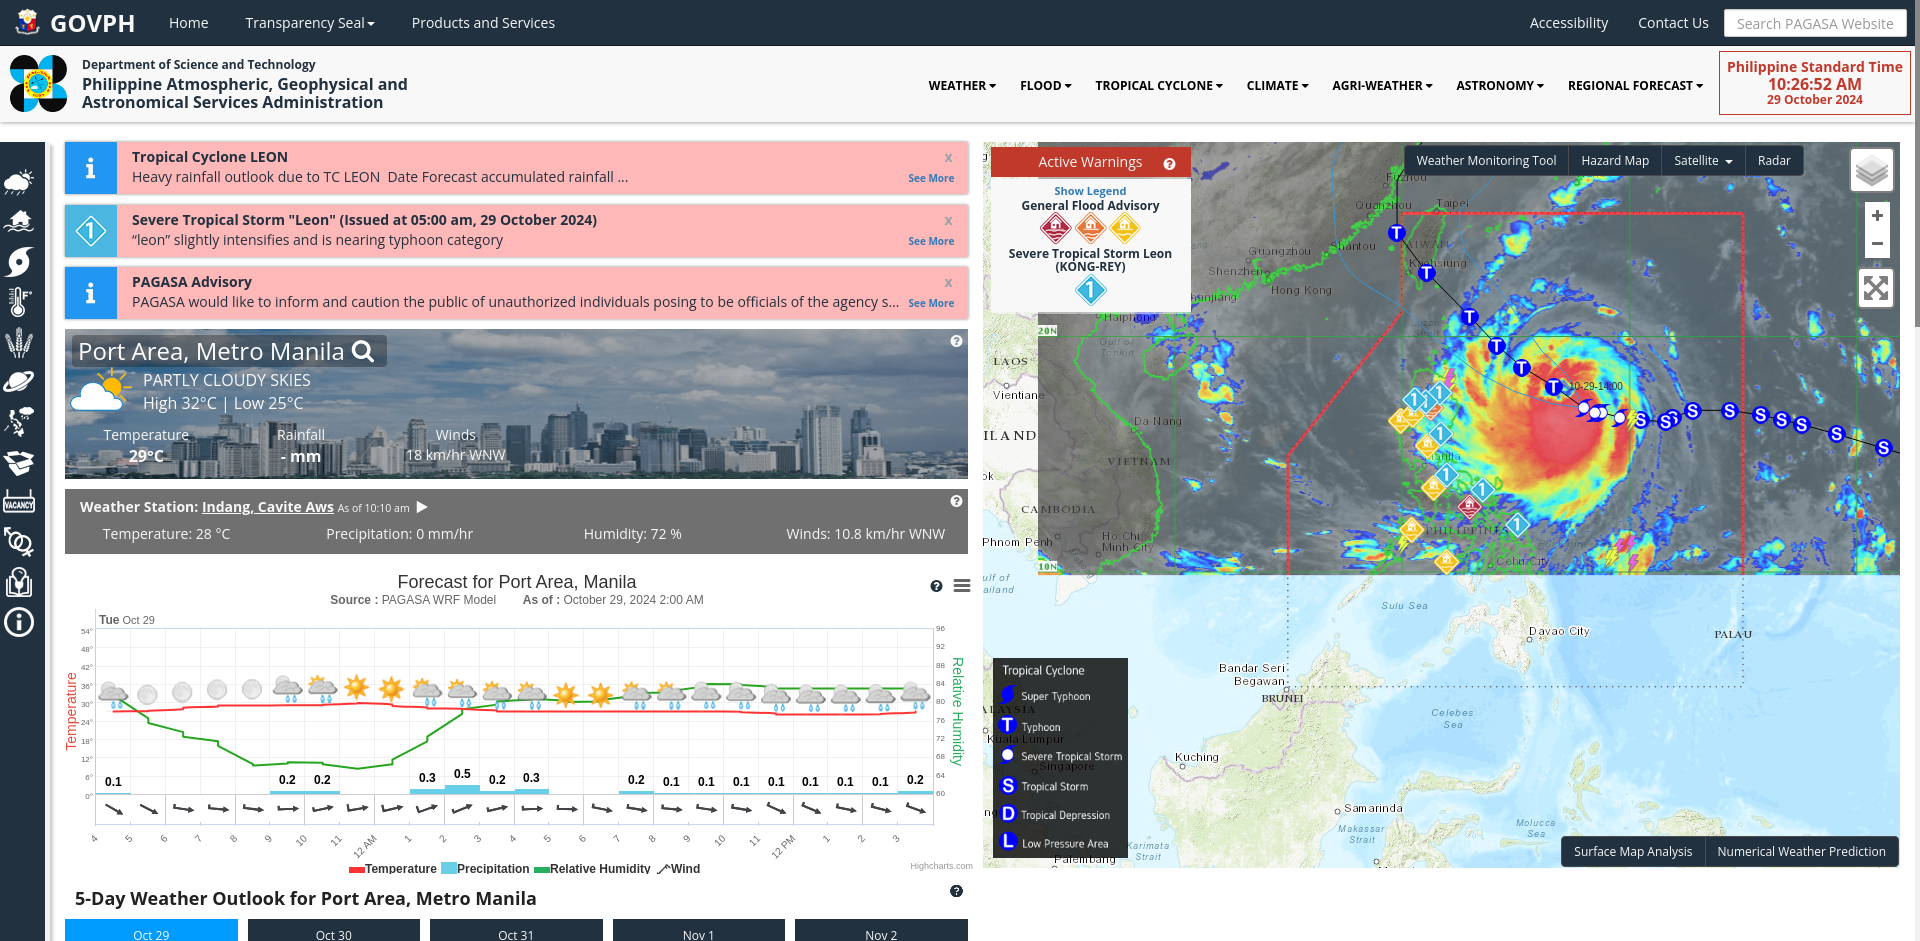 GOVPH
Home
Transparency Seal
Products and Services
Accessibility
Contact Us
Search PAGASA Website
Department of Science and Technology
Philippine Atmospheric, Geophysical and
Astronomical Services Administration
WEATHER
FLOOD
TROPICAL CYCLONE
CLIMATE
AGRI-WEATHER
ASTRONOMY
REGIONAL FORECAST
Philippine Standard Time
10:26:52 AM
29 October 2024
VACANCY
Tropical Cyclone LEON
x
Heavy rainfall outlook due to TC LEON Date Forecast accumulated rainfall ...
See More
1
Severe Tropical Storm "Leon" (Issued at 05:00 am, 29 October 2024)
x
“leon” slightly intensifies and is nearing typhoon category
See More
PAGASA Advisory
x
PAGASA would like to inform and caution the public of unauthorized individuals posing to be officials of the agency s...
See More
Port Area, Metro Manila
PARTLY CLOUDY SKIES
High 32°C | Low 25°C
Temperature
29°C
Rainfall
- mm
Winds
18 km/hr WNW
Weather Station: Indang, Cavite Aws As of 10:10 am
Temperature: 28 °C
Precipitation: 0 mm/hr
Humidity: 72 %
Winds: 10.8 km/hr WNW
Forecast for Port Area, Manila
Source : PAGASA WRF Model As of : October 29, 2024 2:00 AM
Tue Oct 29
Temperature
54°
48°
42°
36°
30°
24°
18°
12°
6°
0°
Relative Humidity
96
92
88
84
80
76
72
68
64
60
0.1 0.2 0.2 0.3 0.5 0.2 0.3 0.2 0.1 0.1 0.1 0.1 0.1 0.1 0.1 0.2
4 5 6 7 8 9 10 11 12 AM 1 2 3 4 5 6 7 8 9 10 11 12 PM 1 2 3
Temperature Precipitation Relative Humidity Wind
Highcharts.com
5-Day Weather Outlook for Port Area, Metro Manila
Oct 29
Oct 30
Oct 31
Nov 1
Nov 2
Active Warnings
Show Legend
General Flood Advisory
Severe Tropical Storm Leon
(KONG-REY)
1
Weather Monitoring Tool
Hazard Map
Satellite
Radar
+
−
Fuzhou
Quanzhou
Taipei
TAIWAN
Kaohsiung
Guangzhou
Shantou
Shenzhen
Hong Kong
Zhanjiang
Haiphong
Gulf of
Tonkin
20N
LAOS
Vientiane
Da Nang
VIETNAM
CAMBODIA
Phnom Penh
Ho Chi
Minh City
10N
10-29-14:00
Manila
PHILIPPINES
Cebu City
Sulu Sea
Davao City
PALAU
Bandar Seri
Begawan
BRUNEI
Celebes
Sea
Kuching
Samarinda
Makassar
Strait
Molucca
Sea
Karimata
Strait
Kuala Lumpur
Singapore
Palembang
Tropical Cyclone
Super Typhoon
T Typhoon
Severe Tropical Storm
S Tropical Storm
D Tropical Depression
L Low Pressure Area
Surface Map Analysis
Numerical Weather Prediction